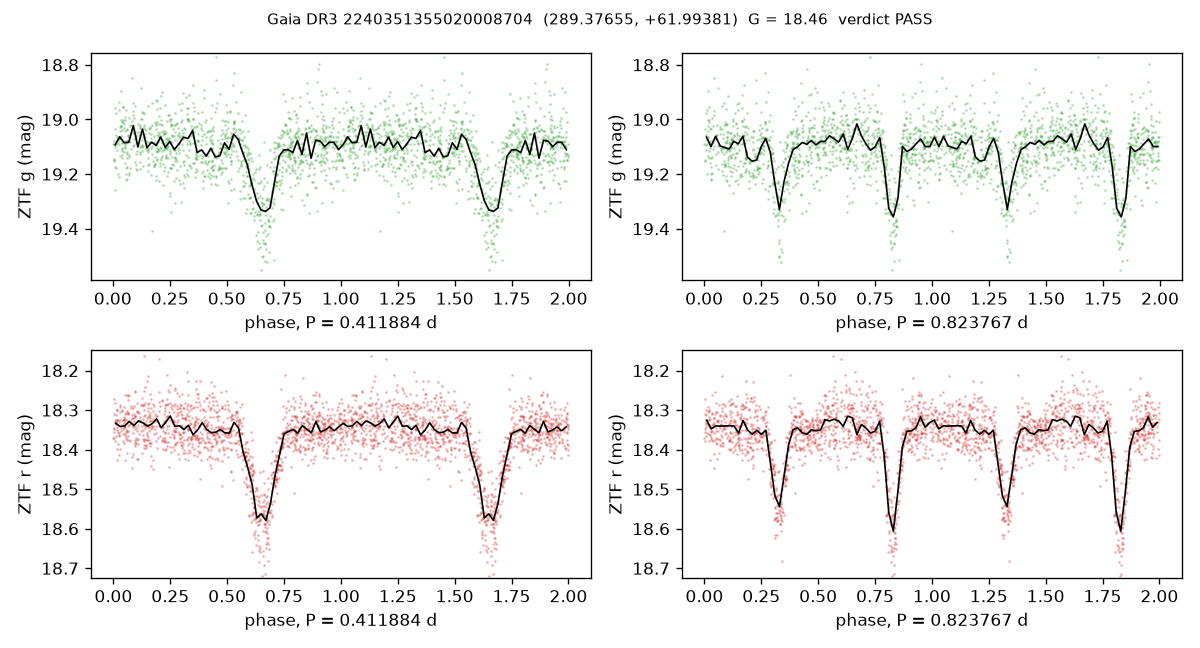 Gaia DR3 2240351355020008704  (289.37655, +61.99381)  G = 18.46  verdict PASS
ZTF g (mag)
18.8
19.0
19.2
19.4
0.00 0.25 0.50 0.75 1.00 1.25 1.50 1.75 2.00
phase, P = 0.411884 d
ZTF g (mag)
18.8
19.0
19.2
19.4
0.00 0.25 0.50 0.75 1.00 1.25 1.50 1.75 2.00
phase, P = 0.823767 d
ZTF r (mag)
18.2
18.3
18.4
18.5
18.6
18.7
0.00 0.25 0.50 0.75 1.00 1.25 1.50 1.75 2.00
phase, P = 0.411884 d
ZTF r (mag)
18.2
18.3
18.4
18.5
18.6
18.7
0.00 0.25 0.50 0.75 1.00 1.25 1.50 1.75 2.00
phase, P = 0.823767 d